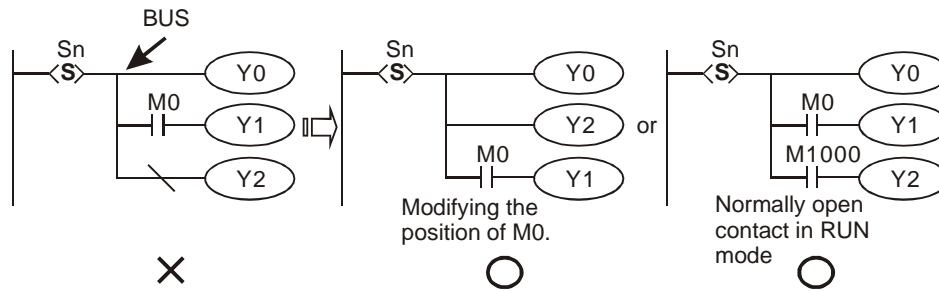 BUS
Sn
S
Y0
M0
Y1
Y2
Sn
S
Y0
Y2
M0
Y1
Modifying the
position of M0.
or
Sn
S
Y0
M0
Y1
M1000
Y2
Normally open
contact in RUN
mode